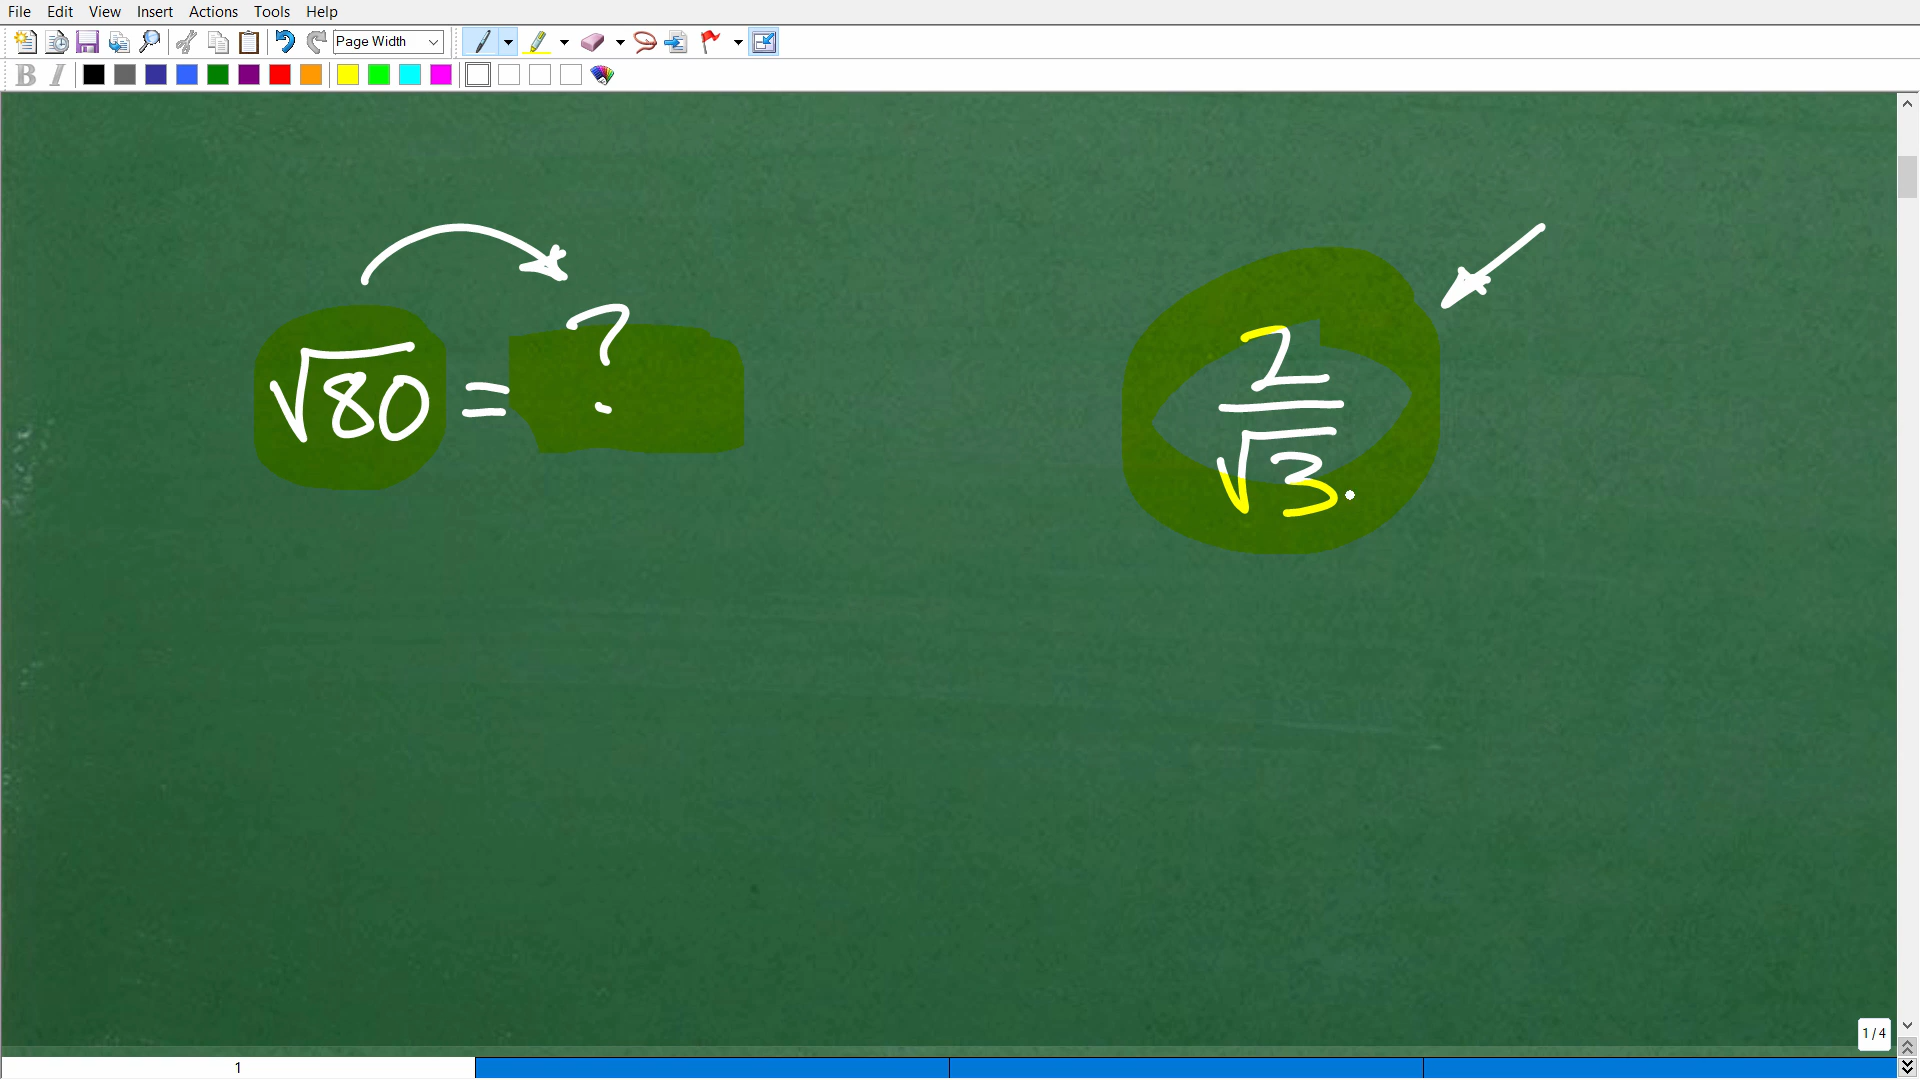 File Edit View Insert Actions Tools Help
Page Width
B I
√80 = ?
2
√3
1 / 4
1